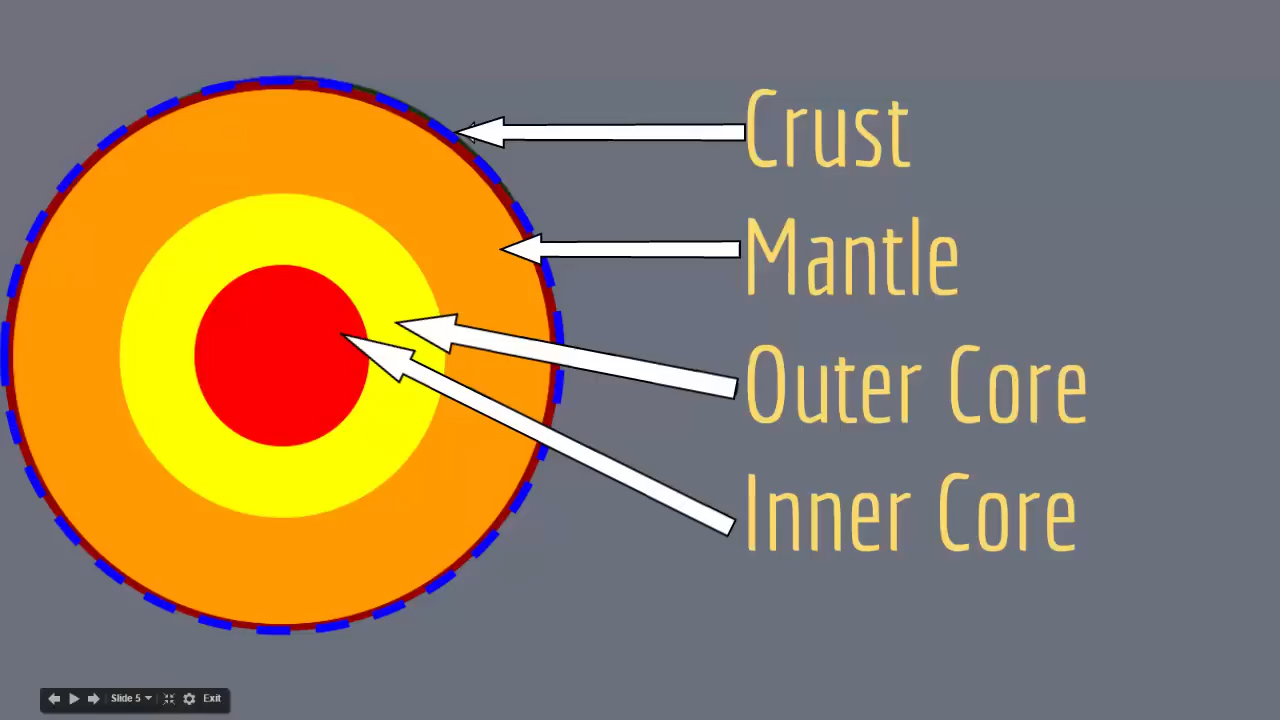 Crust
Mantle
Outer Core
Inner Core
Slide 5
Exit